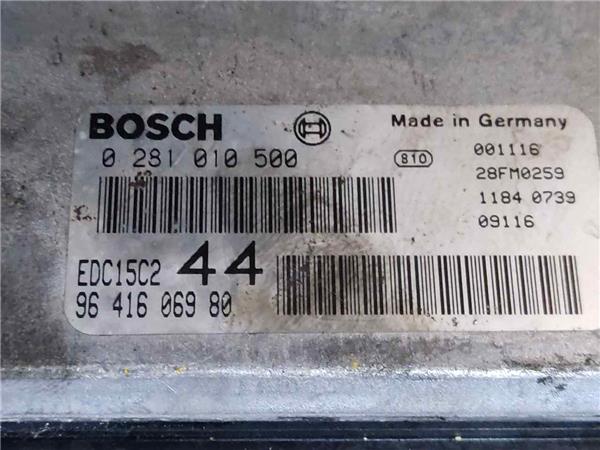 BOSCH
Made in Germany
0 281 010 500
810
001116
28FM0259
1184 0739
09116
EDC15C2 44
96 416 069 80